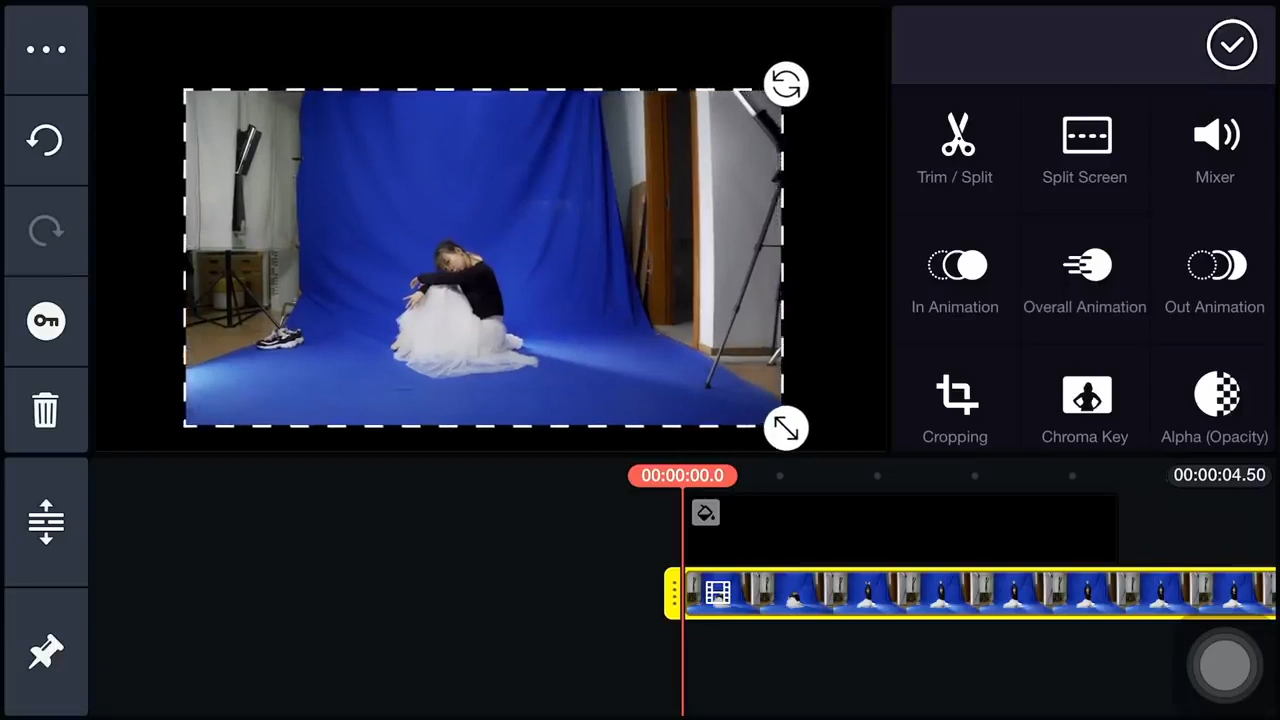 Trim / Split
Split Screen
Mixer
In Animation
Overall Animation
Out Animation
Cropping
Chroma Key
Alpha (Opacity)
00:00:00.0
00:00:04.50